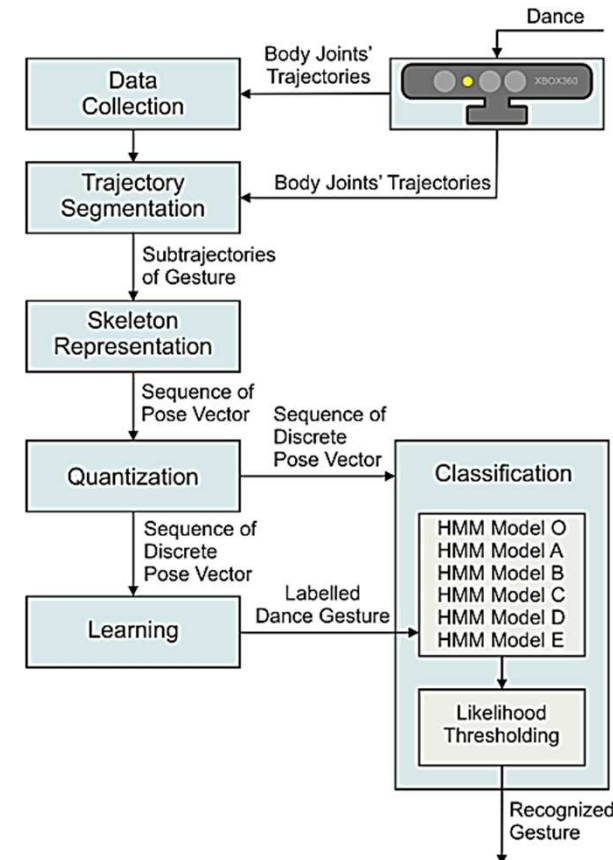 Dance
XBOX360
Body Joints'
Trajectories
Data
Collection
Trajectory
Segmentation
Body Joints' Trajectories
Subtrajectories
of Gesture
Skeleton
Representation
Sequence of
Pose Vector
Sequence of
Discrete
Pose Vector
Quantization
Classification
Sequence of
Discrete
Pose Vector
HMM Model O
HMM Model A
HMM Model B
HMM Model C
HMM Model D
HMM Model E
Labelled
Dance Gesture
Learning
Likelihood
Thresholding
Recognized
Gesture